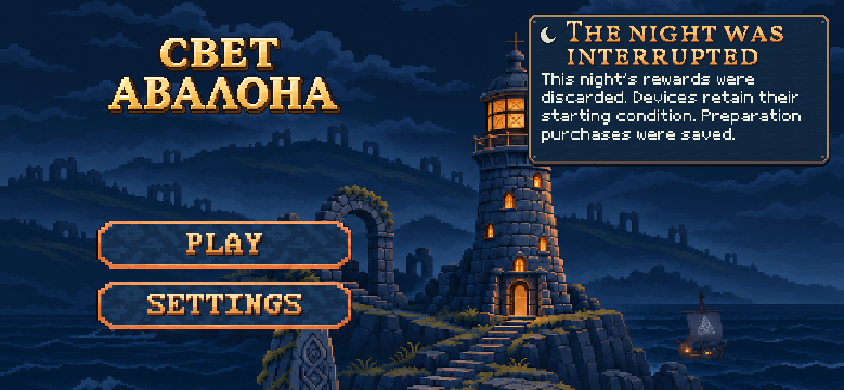 СВЕТ
АВАЛОНА
PLAY
SETTINGS
THE NIGHT WAS
INTERRUPTED
This night's rewards were
discarded. Devices retain their
starting condition. Preparation
purchases were saved.